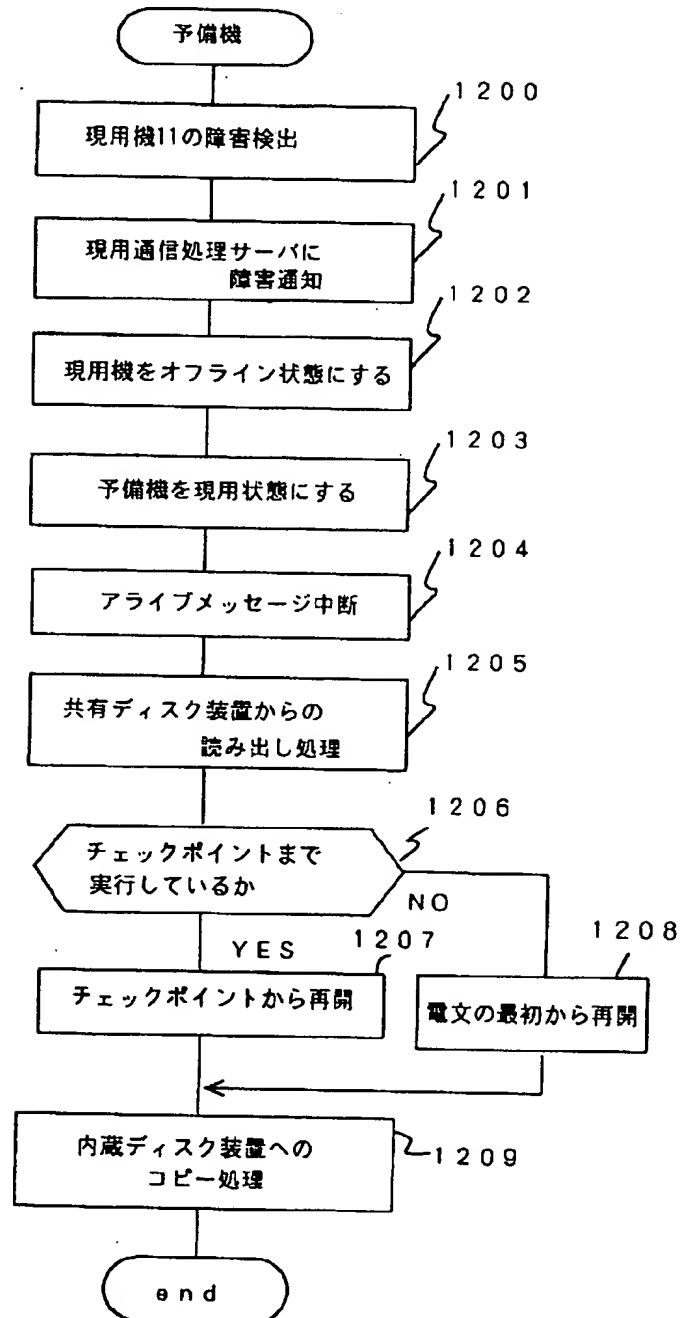 予備機
1200
現用機11の障害検出
1201
現用通信処理サーバに
障害通知
1202
現用機をオフライン状態にする
1203
予備機を現用状態にする
1204
アライブメッセージ中断
1205
共有ディスク装置からの
読み出し処理
1206
チェックポイントまで
実行しているか
NO
YES
1207
1208
チェックポイントから再開
電文の最初から再開
内蔵ディスク装置への
コピー処理
1209
end